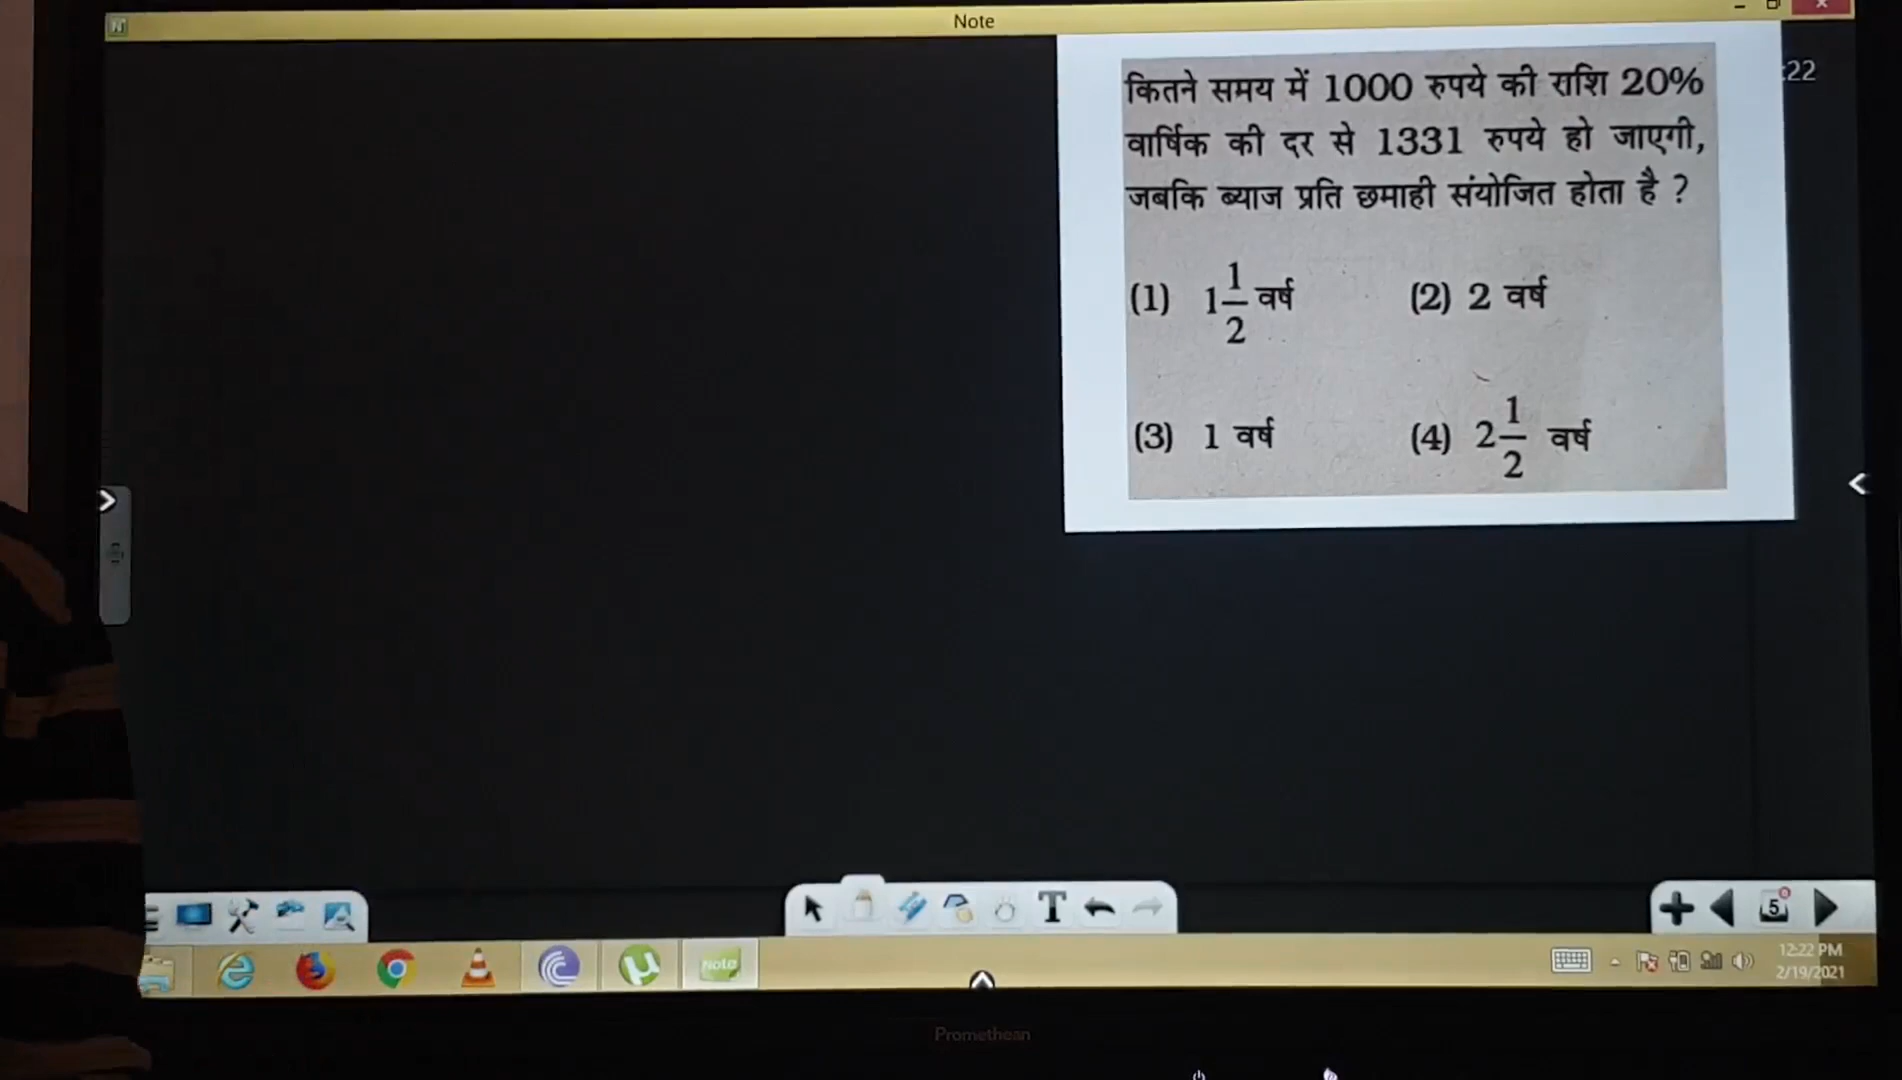 Note
:22
कितने समय में 1000 रुपये की राशि 20%
वार्षिक की दर से 1331 रुपये हो जाएगी,
जबकि ब्याज प्रति छमाही संयोजित होता है ?
(1) 1 1/2 वर्ष (2) 2 वर्ष
(3) 1 वर्ष (4) 2 1/2 वर्ष
T
5
Note
12:22 PM
2/19/2021
Promethean